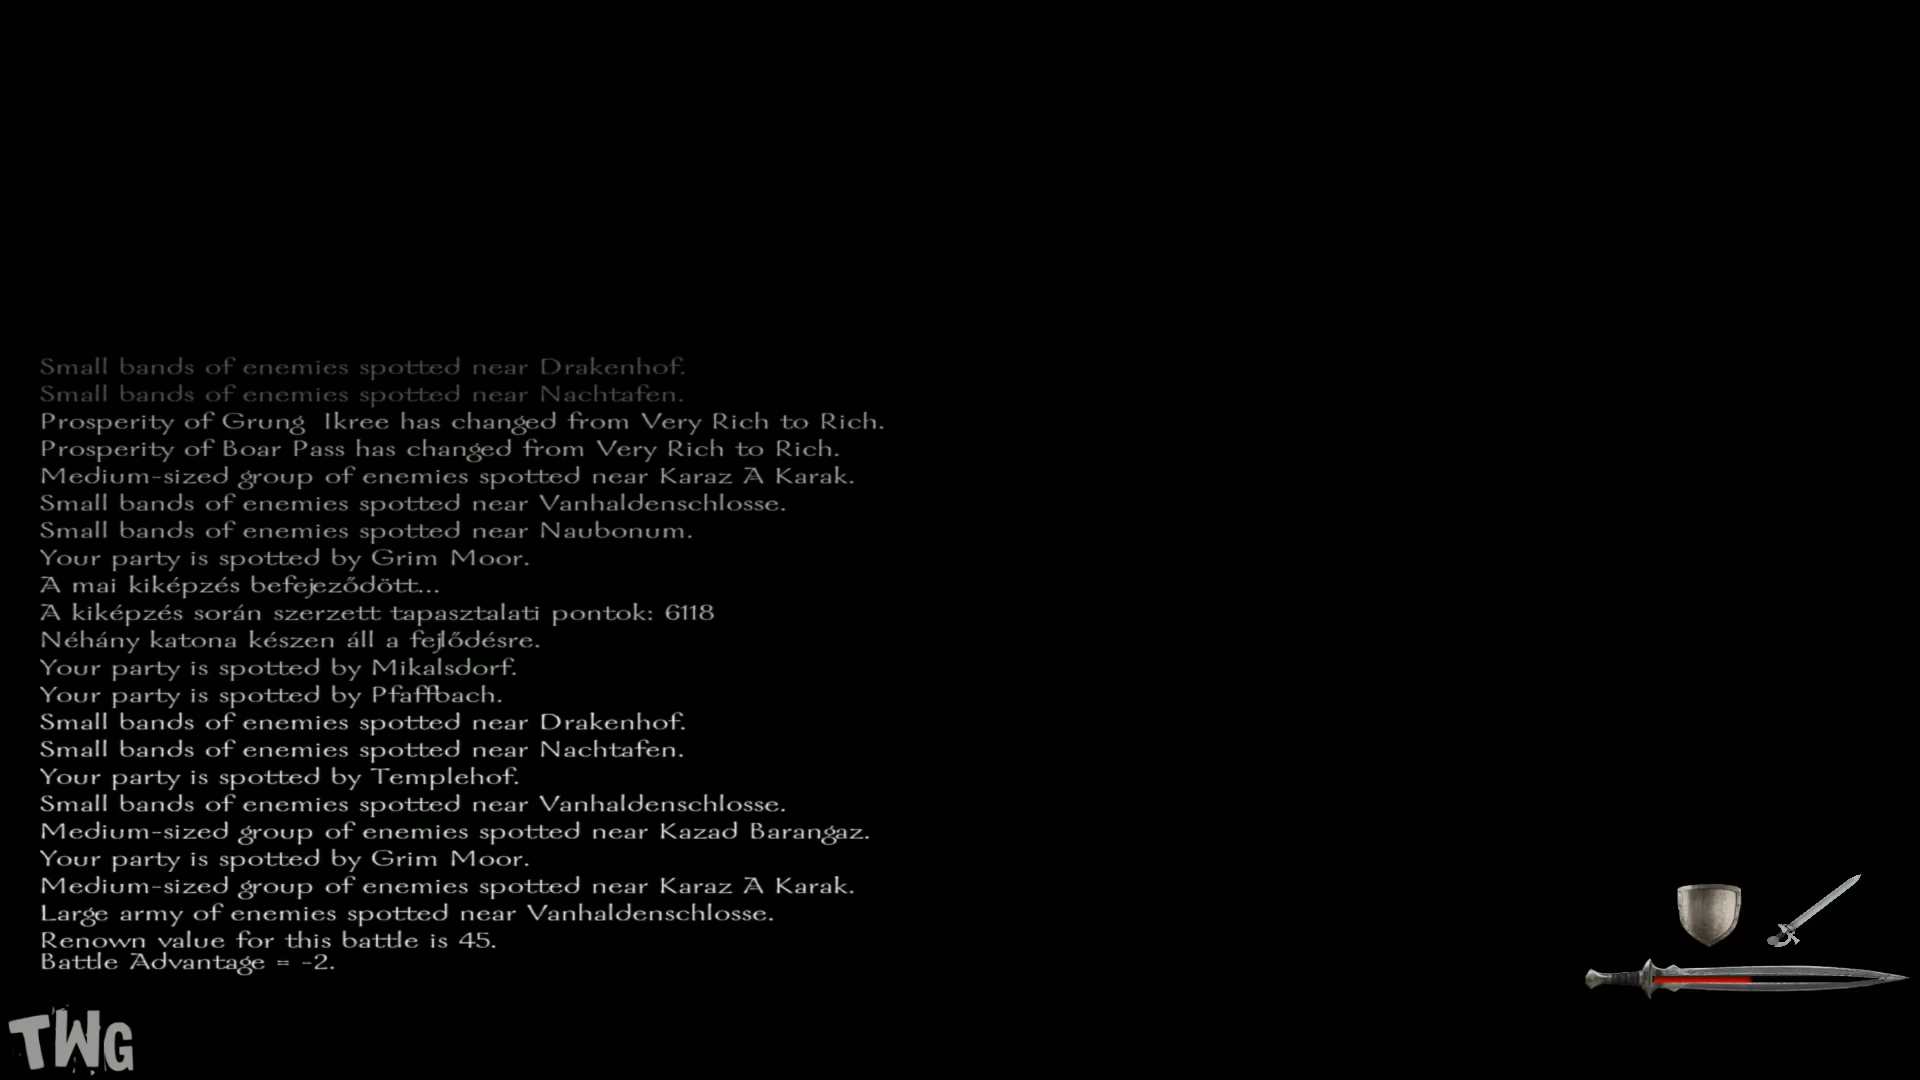 Small bands of enemies spotted near Drakenhof.
Small bands of enemies spotted near Nachtafen.
Prosperity of Grung  Ikree has changed from Very Rich to Rich.
Prosperity of Boar Pass has changed from Very Rich to Rich.
Medium-sized group of enemies spotted near Karaz A Karak.
Small bands of enemies spotted near Vanhaldenschlosse.
Small bands of enemies spotted near Naubonum.
Your party is spotted by Grim Moor.
A mai kiképzés befejeződött...
A kiképzés során szerzett tapasztalati pontok: 6118
Néhány katona készen áll a fejlődésre.
Your party is spotted by Mikalsdorf.
Your party is spotted by Pfaffbach.
Small bands of enemies spotted near Drakenhof.
Small bands of enemies spotted near Nachtafen.
Your party is spotted by Templehof.
Small bands of enemies spotted near Vanhaldenschlosse.
Medium-sized group of enemies spotted near Kazad Barangaz.
Your party is spotted by Grim Moor.
Medium-sized group of enemies spotted near Karaz A Karak.
Large army of enemies spotted near Vanhaldenschlosse.
Renown value for this battle is 45.
Battle Advantage = -2.
TWG